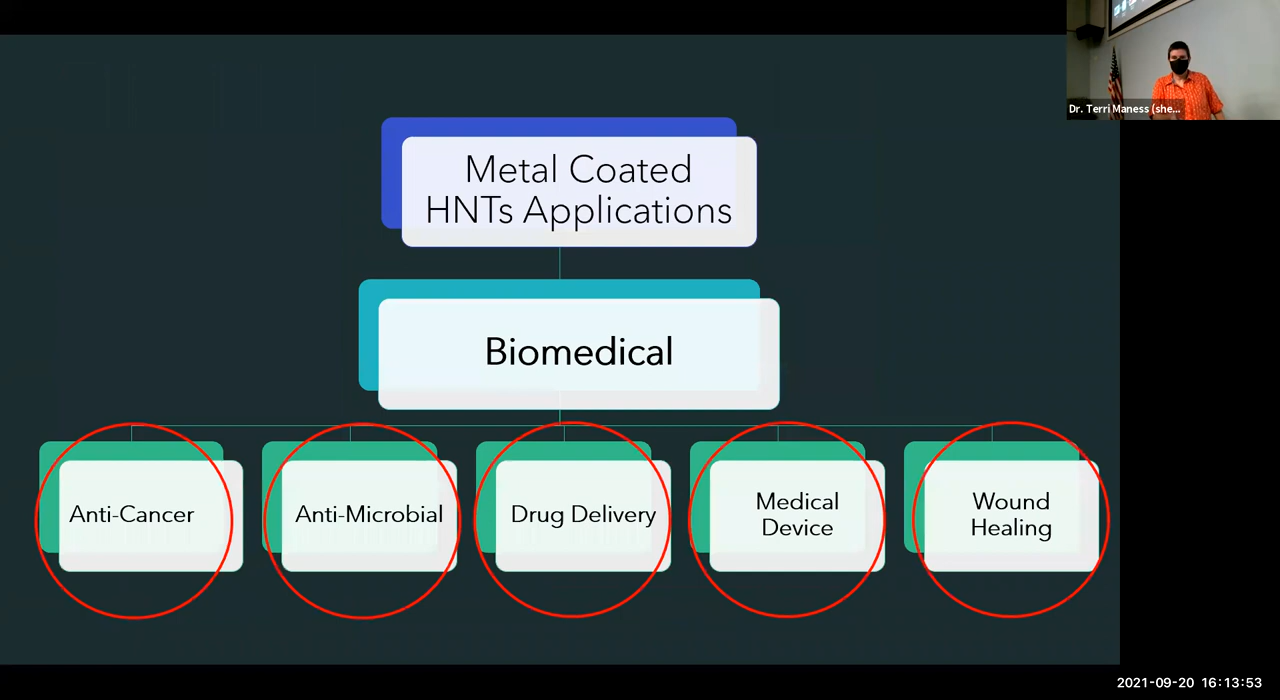 Metal Coated
HNTs Applications
Biomedical
Anti-Cancer
Anti-Microbial
Drug Delivery
Medical
Device
Wound
Healing
Dr. Terri Maness (she...
2021-09-20 16:13:53